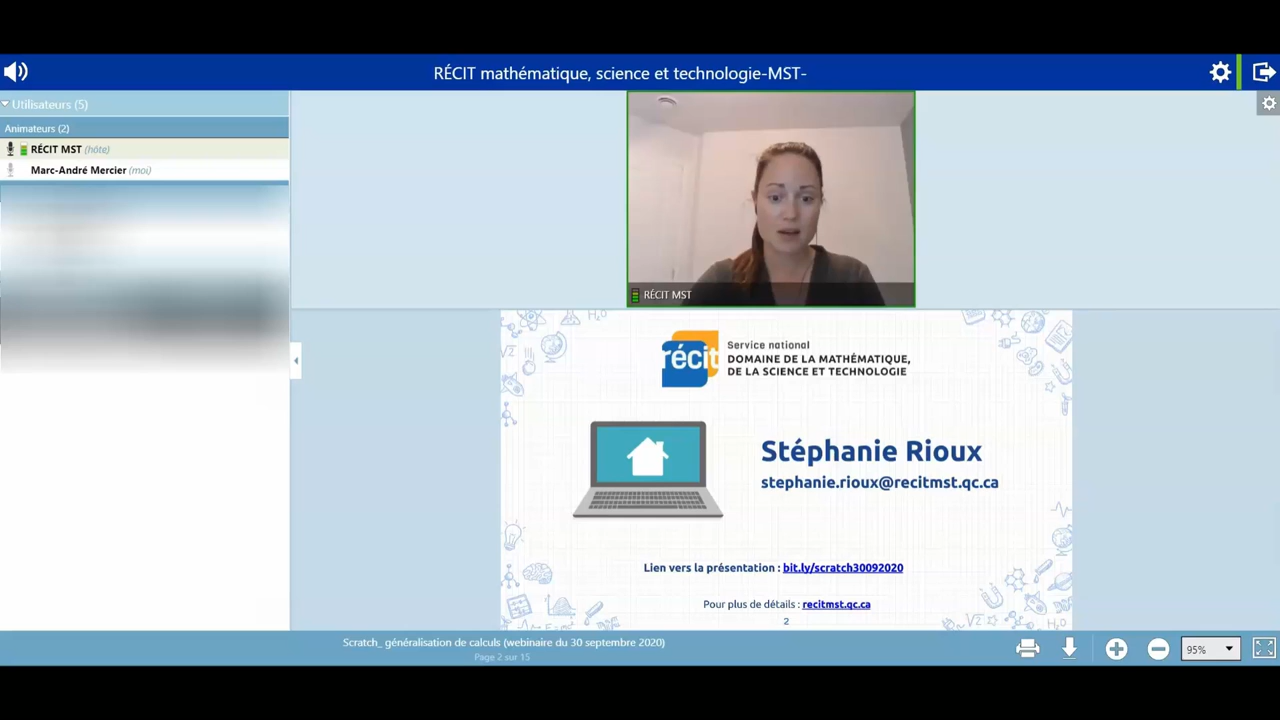 RÉCIT mathématique, science et technologie-MST-
Utilisateurs (5)
Animateurs (2)
RÉCIT MST (hôte)
Marc-André Mercier (moi)
RÉCIT MST
récit
Service national
DOMAINE DE LA MATHÉMATIQUE,
DE LA SCIENCE ET TECHNOLOGIE
Stéphanie Rioux
stephanie.rioux@recitmst.qc.ca
Lien vers la présentation : bit.ly/scratch30092020
Pour plus de détails : recitmst.qc.ca
2
Scratch_ généralisation de calculs (webinaire du 30 septembre 2020)
Page 2 sur 15
95%